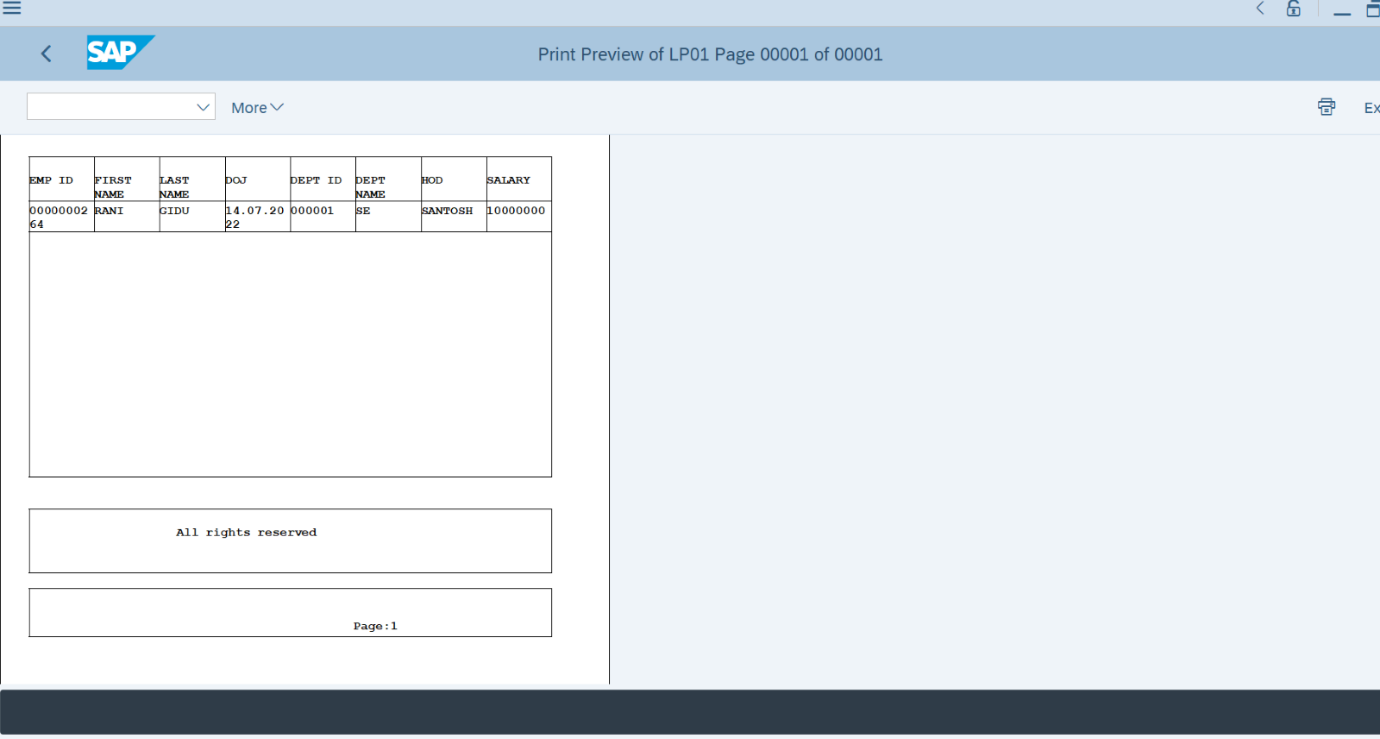 SAP
Print Preview of LP01 Page 00001 of 00001
More
EMP ID FIRST LAST DOJ DEPT ID DEPT HOD SALARY
NAME NAME NAME
00000002 RANI GIDU 14.07.20 000001 SE SANTOSH 10000000
64 22
All rights reserved
Page:1